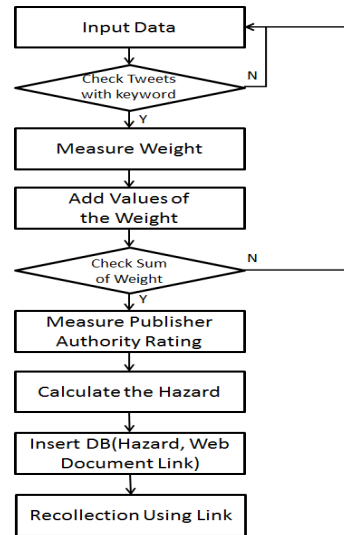 Input Data
Check Tweets
with keyword
N
Y
Measure Weight
Add Values of
the Weight
Check Sum
of Weight
N
Y
Measure Publisher
Authority Rating
Calculate the Hazard
Insert DB(Hazard, Web
Document Link)
Recollection Using Link